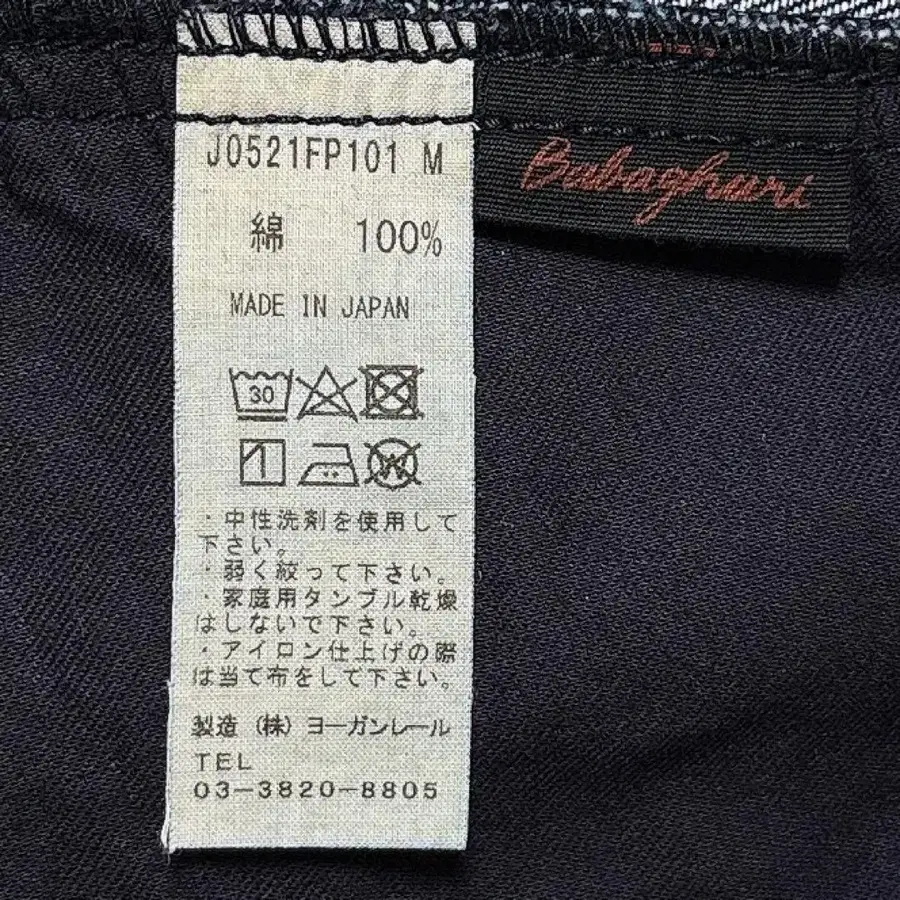 J0521FP101 M
Babaghuri
綿 100%
MADE IN JAPAN
30
W
・中性洗剤を使用して
下さい。
・弱く絞って下さい。
・家庭用タンブル乾燥
はしないで下さい。
・アイロン仕上げの際
は当て布をして下さい。
製造 (株) ヨーガンレール
TEL
03-3820-8805